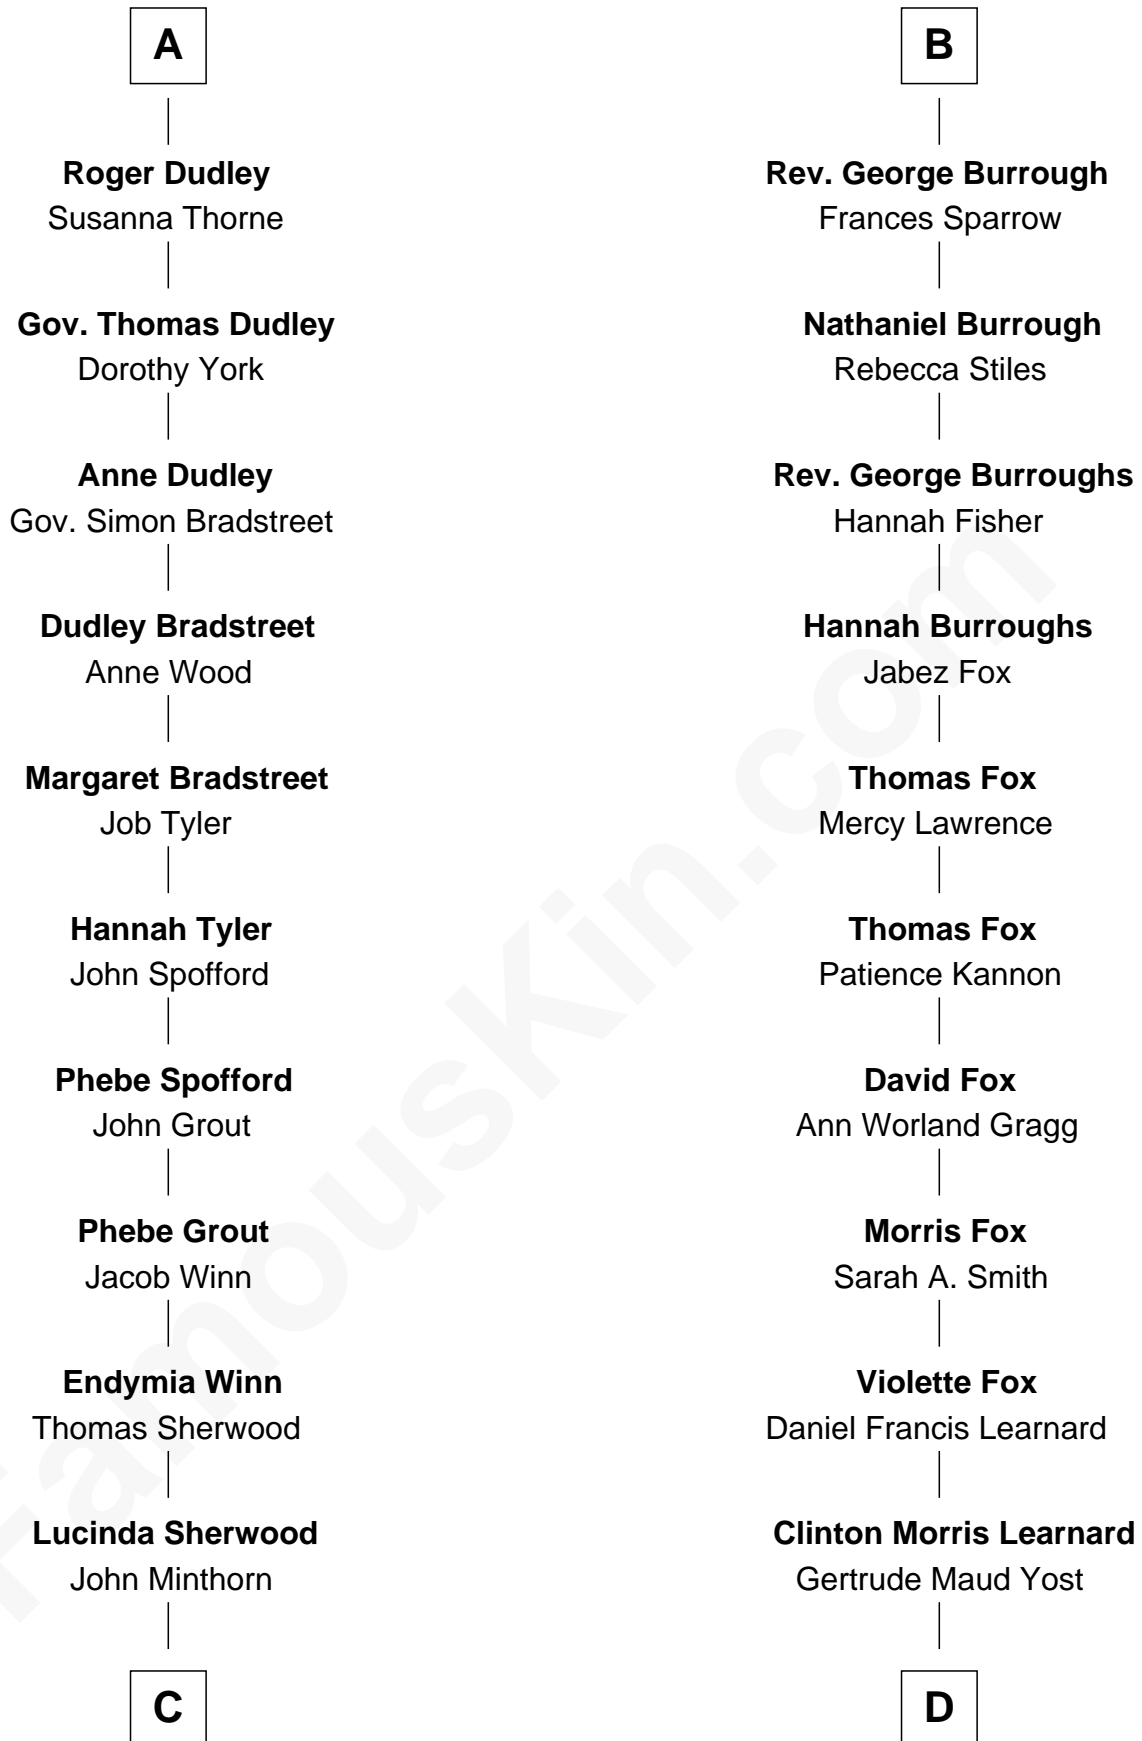 A
Roger Dudley
Susanna Thorne
Gov. Thomas Dudley
Dorothy York
Anne Dudley
Gov. Simon Bradstreet
Dudley Bradstreet
Anne Wood
Margaret Bradstreet
Job Tyler
Hannah Tyler
John Spofford
Phebe Spofford
John Grout
Phebe Grout
Jacob Winn
Endymia Winn
Thomas Sherwood
Lucinda Sherwood
John Minthorn
C
B
Rev. George Burrough
Frances Sparrow
Nathaniel Burrough
Rebecca Stiles
Rev. George Burroughs
Hannah Fisher
Hannah Burroughs
Jabez Fox
Thomas Fox
Mercy Lawrence
Thomas Fox
Patience Kannon
David Fox
Ann Worland Gragg
Morris Fox
Sarah A. Smith
Violette Fox
Daniel Francis Learnard
Clinton Morris Learnard
Gertrude Maud Yost
D
FamousKin.com